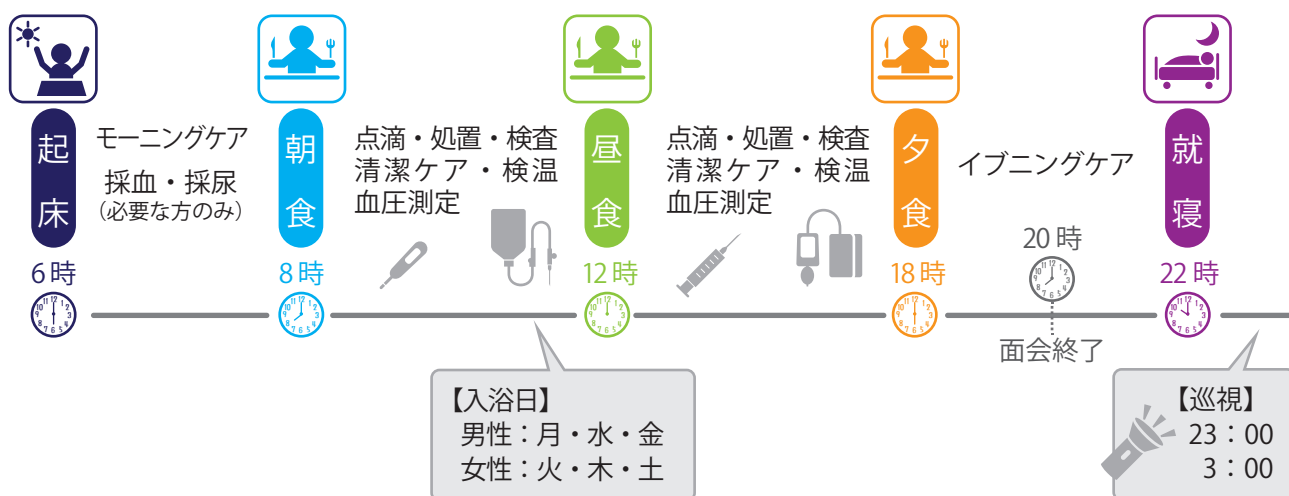 起床
6時
モーニングケア
採血・採尿
(必要な方のみ)
朝食
8時
点滴・処置・検査
清潔ケア・検温
血圧測定
昼食
12時
点滴・処置・検査
清潔ケア・検温
血圧測定
夕食
18時
イブニングケア
20時
面会終了
就寝
22時
【入浴日】
男性：月・水・金
女性：火・木・土
【巡視】
23：00
3：00